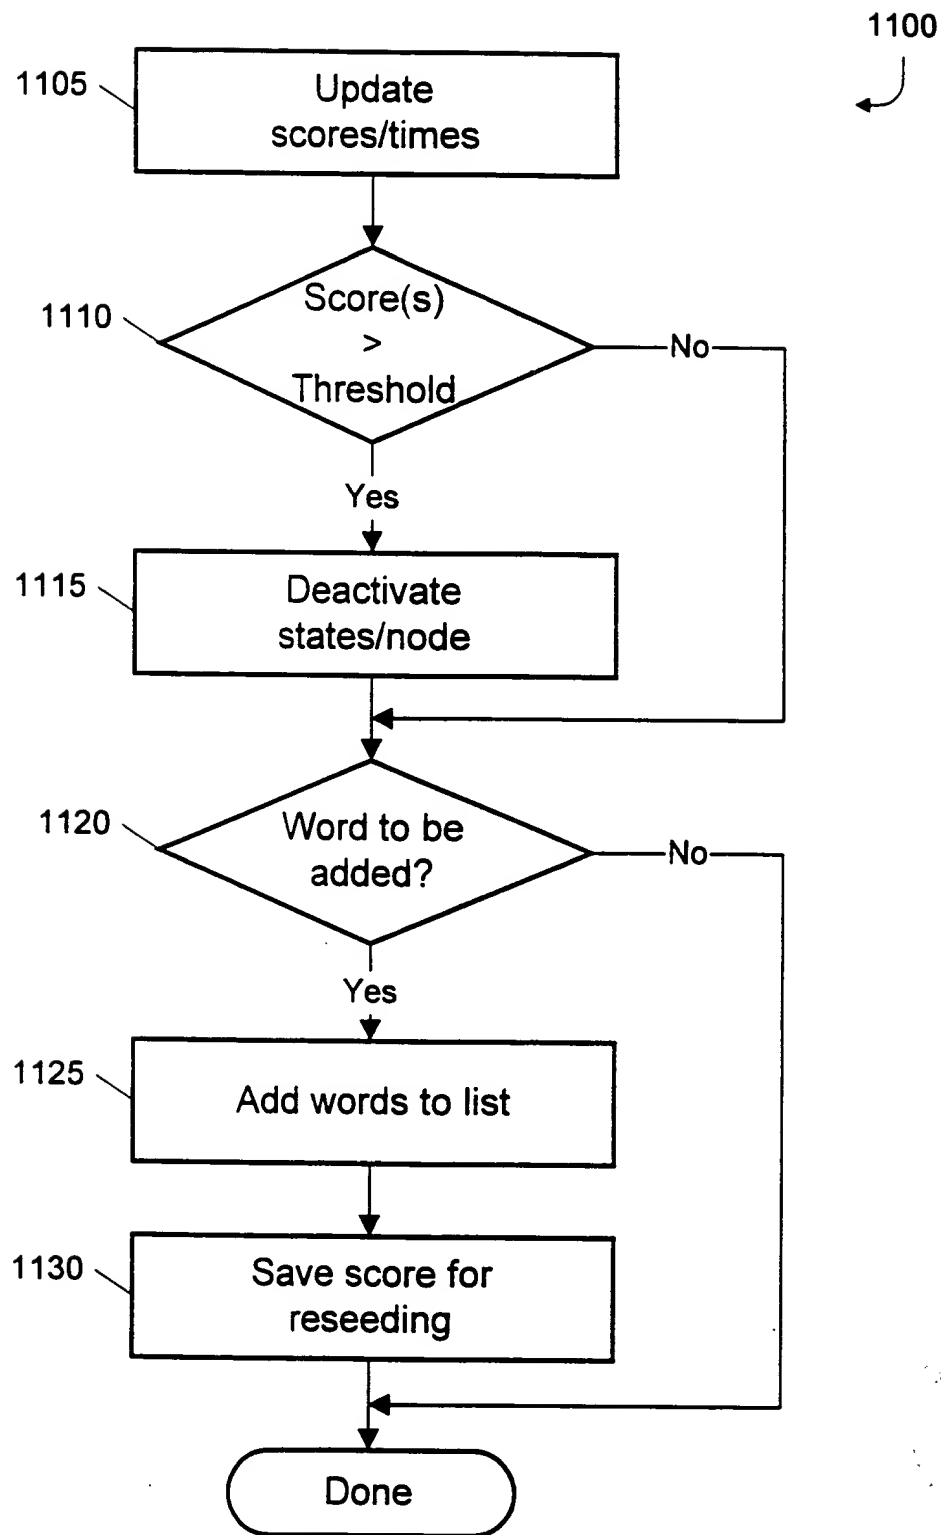 1100
1105
Update
scores/times
1110
Score(s)
>
Threshold
No
Yes
1115
Deactivate
states/node
1120
Word to be
added?
No
Yes
1125
Add words to list
1130
Save score for
reseeding
Done